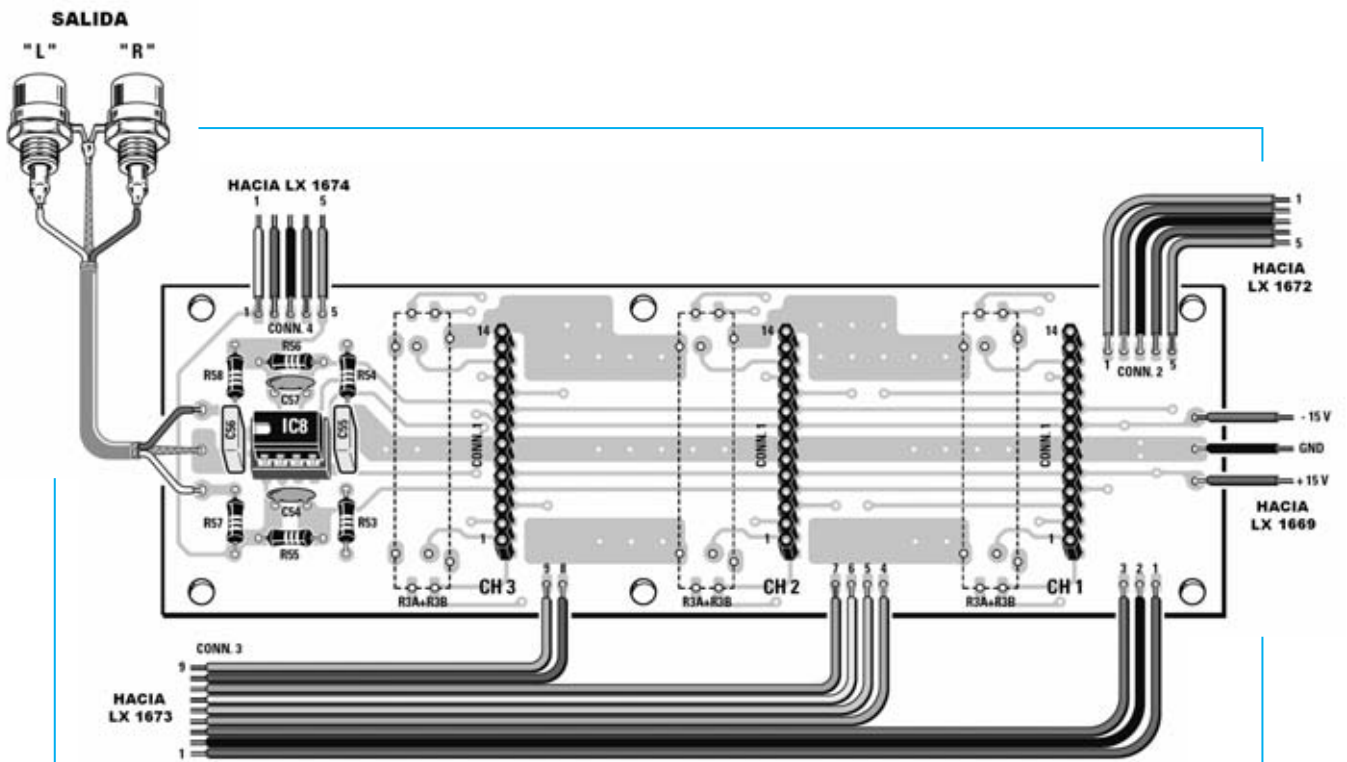 SALIDA
"L" "R"
HACIA LX 1674
1 5
1 5
CONN. 4
1
5
HACIA
LX 1672
1 5
CONN. 2
R56
R58
R54
C57
C56
IC8
C55
C54
R57
R53
R55
14
CONN. 1
1
CH 3
R3A+R3B
14
CONN. 1
1
CH 2
R3A+R3B
14
CONN. 1
1
CH 1
R3A+R3B
- 15 V
GND
+ 15 V
HACIA
LX 1669
9 8
7 6 5 4
3 2 1
CONN. 3
9
HACIA
LX 1673
1